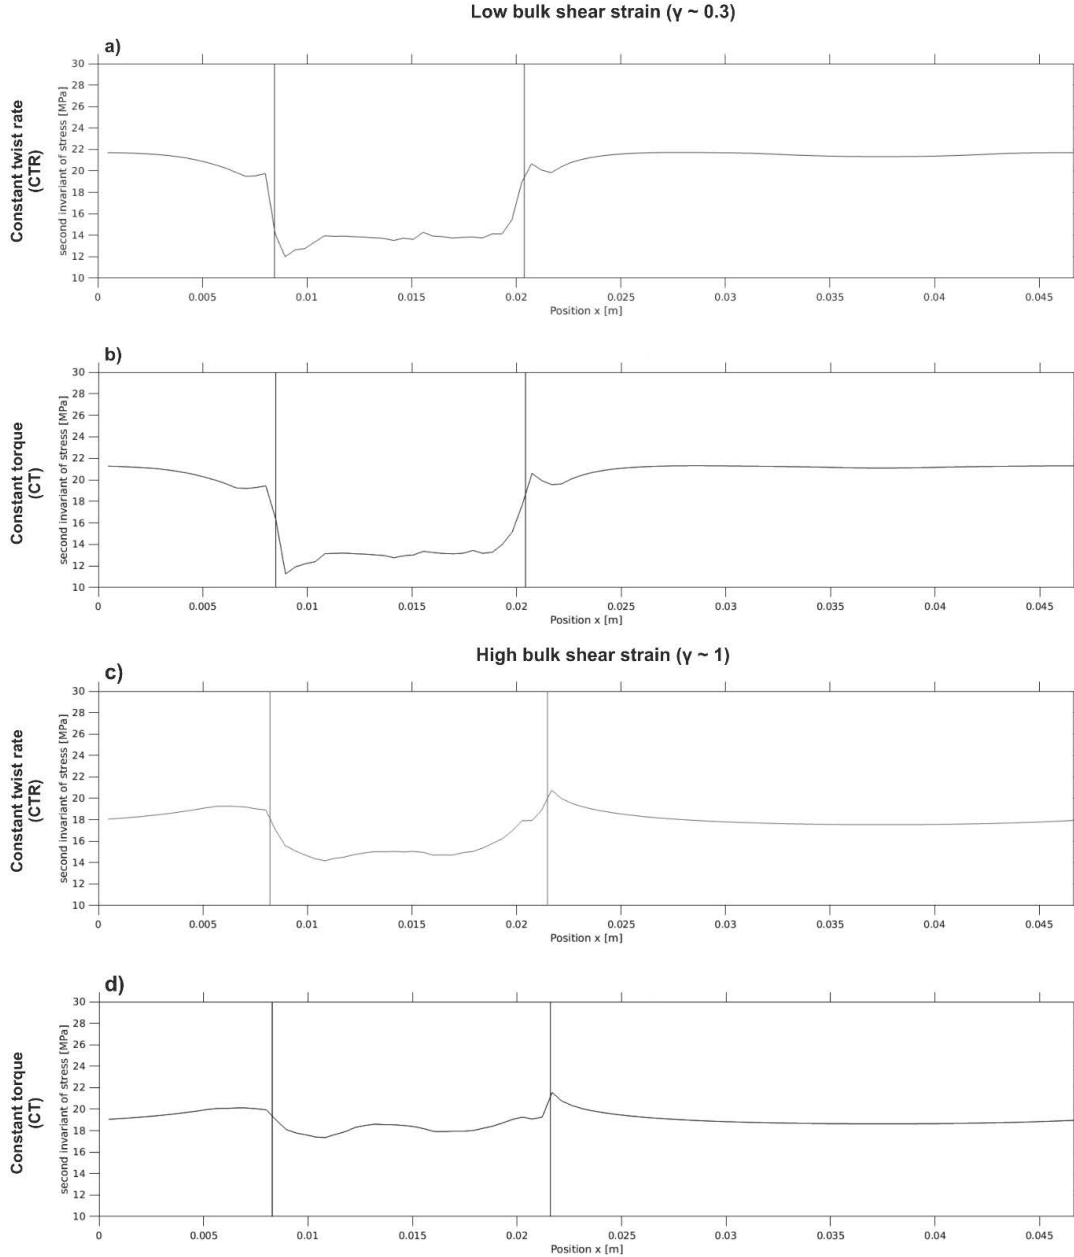 Low bulk shear strain (γ ~ 0.3)
a)
Constant twist rate
(CTR)
second invariant of stress [MPa]
30
28
26
24
22
20
18
16
14
12
10
0 0.005 0.01 0.015 0.02 0.025 0.03 0.035 0.04 0.045
Position x [m]
b)
Constant torque
(CT)
second invariant of stress [MPa]
30
28
26
24
22
20
18
16
14
12
10
0 0.005 0.01 0.015 0.02 0.025 0.03 0.035 0.04 0.045
Position x [m]
High bulk shear strain (γ ~ 1)
c)
Constant twist rate
(CTR)
second invariant of stress [MPa]
30
28
26
24
22
20
18
16
14
12
10
0 0.005 0.01 0.015 0.02 0.025 0.03 0.035 0.04 0.045
Position x [m]
d)
Constant torque
(CT)
second invariant of stress [MPa]
30
28
26
24
22
20
18
16
14
12
10
0 0.005 0.01 0.015 0.02 0.025 0.03 0.035 0.04 0.045
Position x [m]